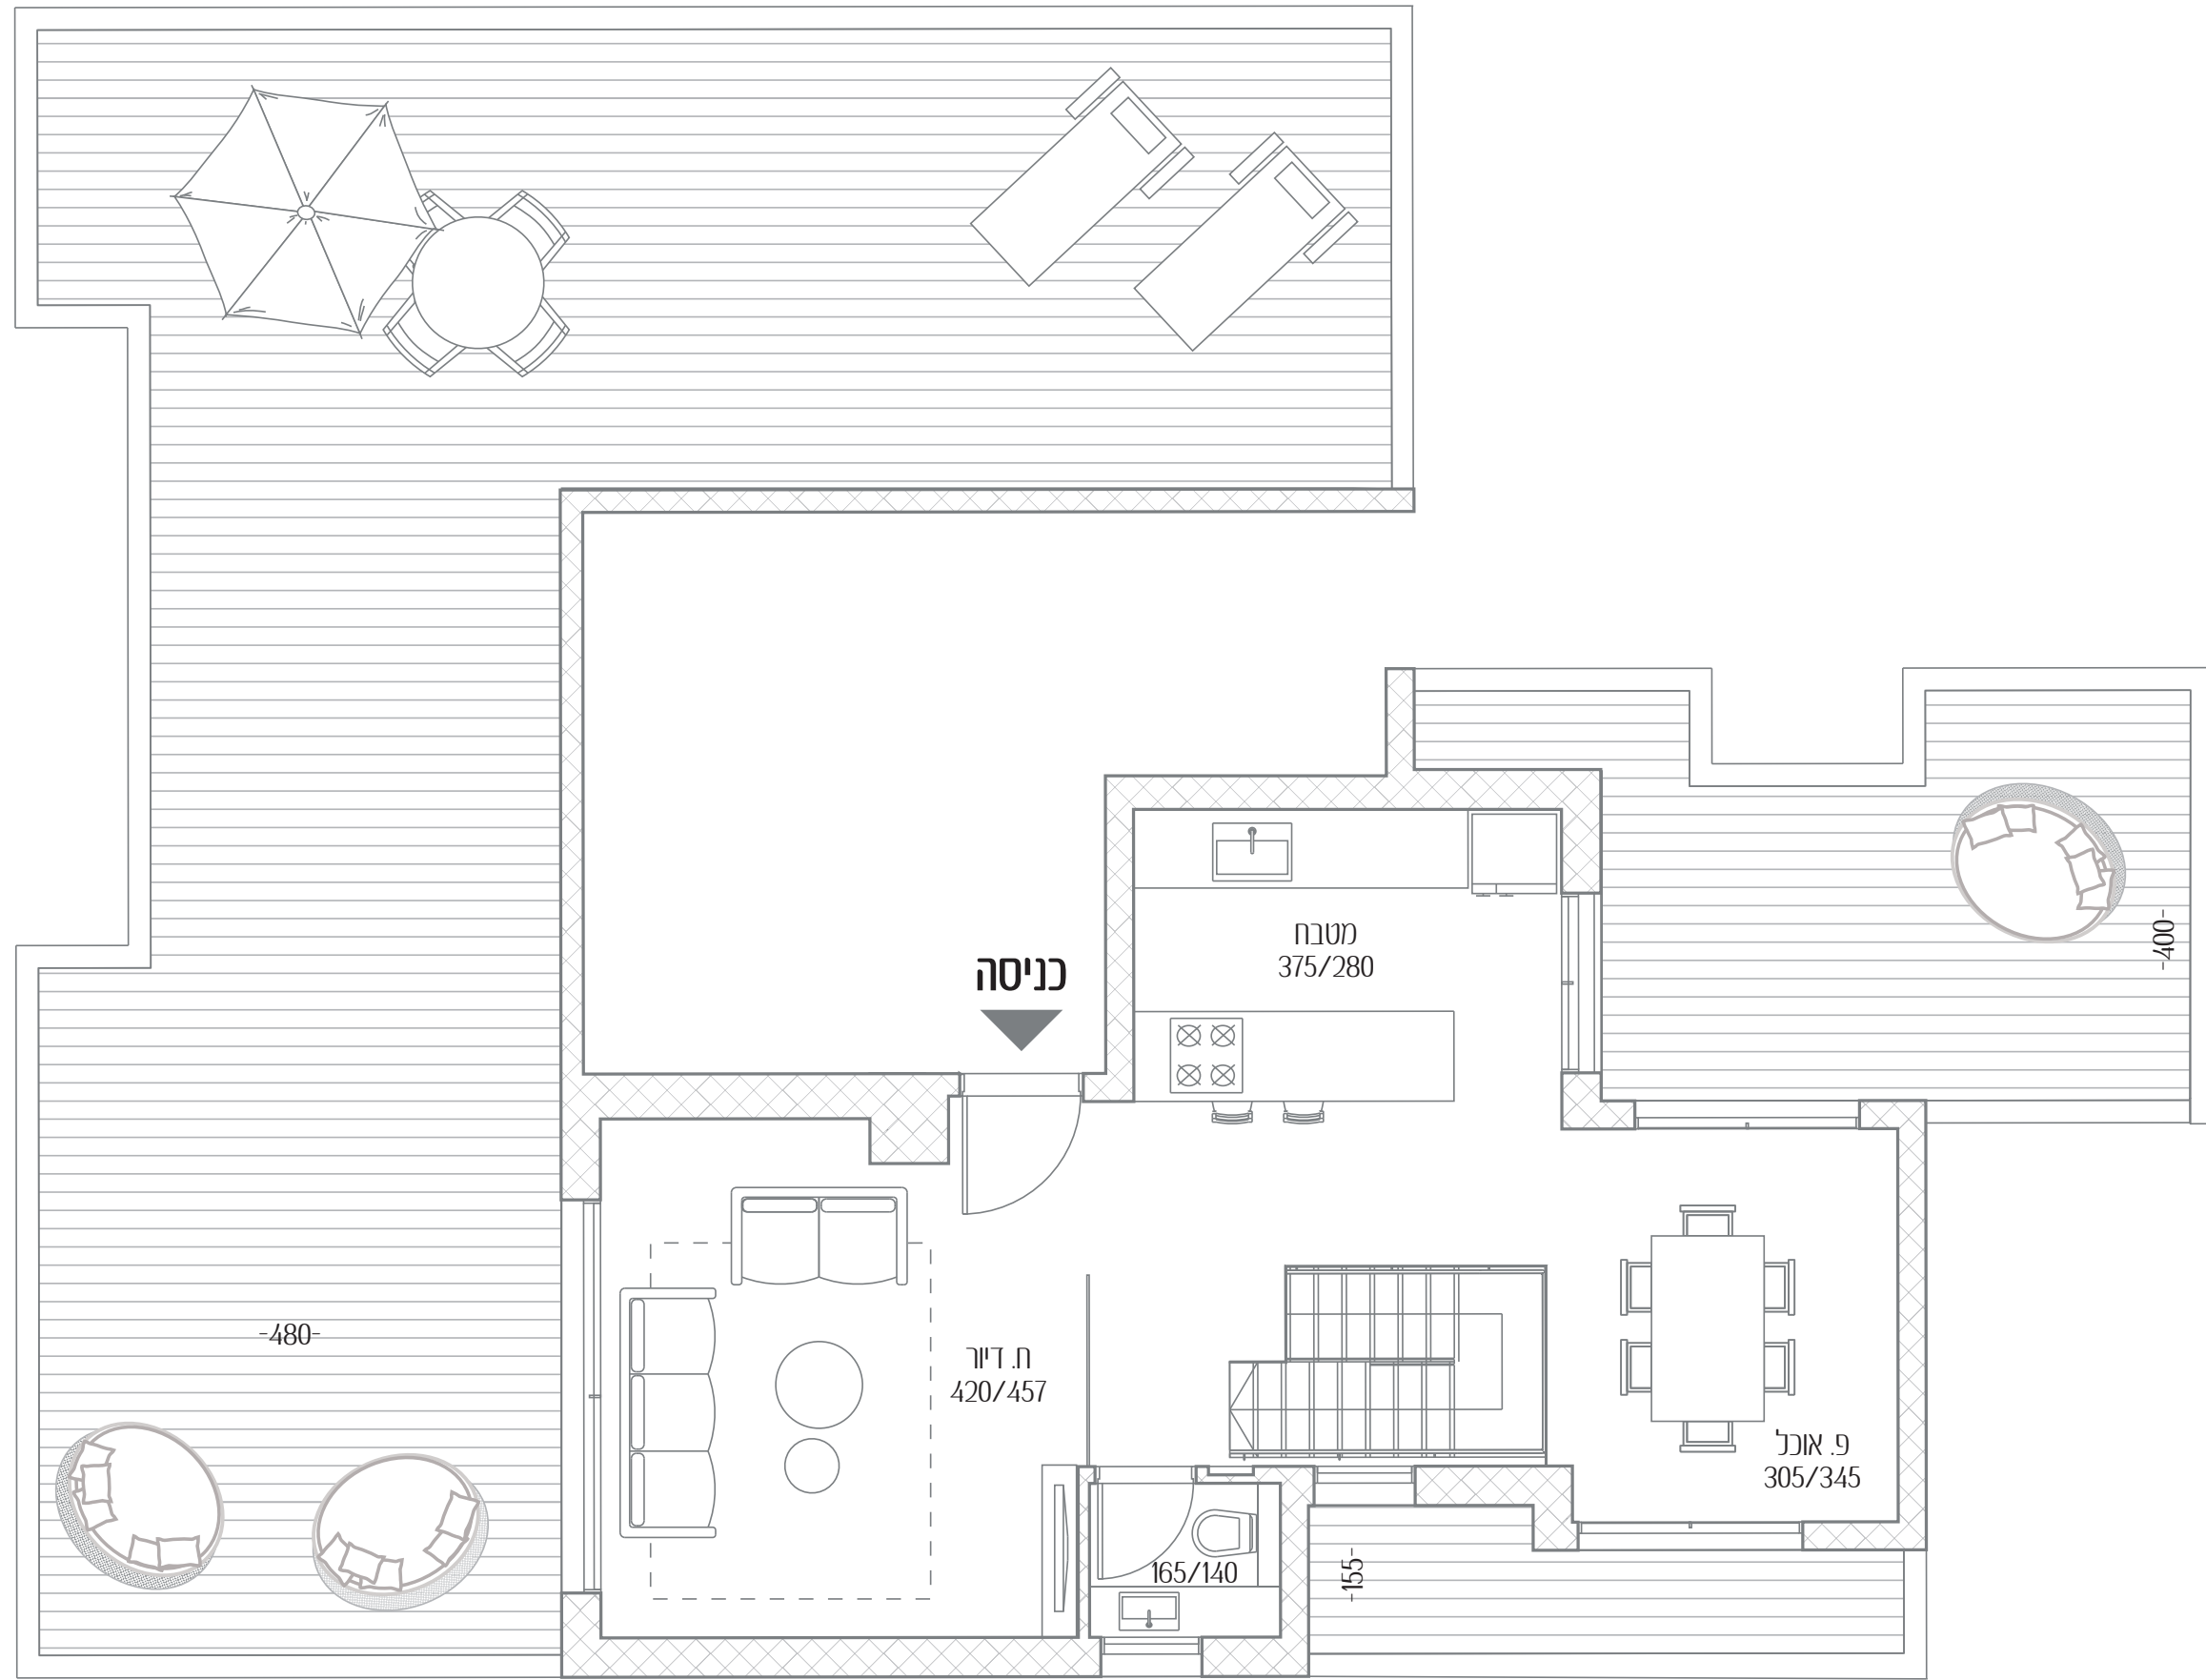 מטבח
375/280
-400-
כניסה
-480-
ח. דיור
420/457
פ. אוכל
305/345
165/140
-155-